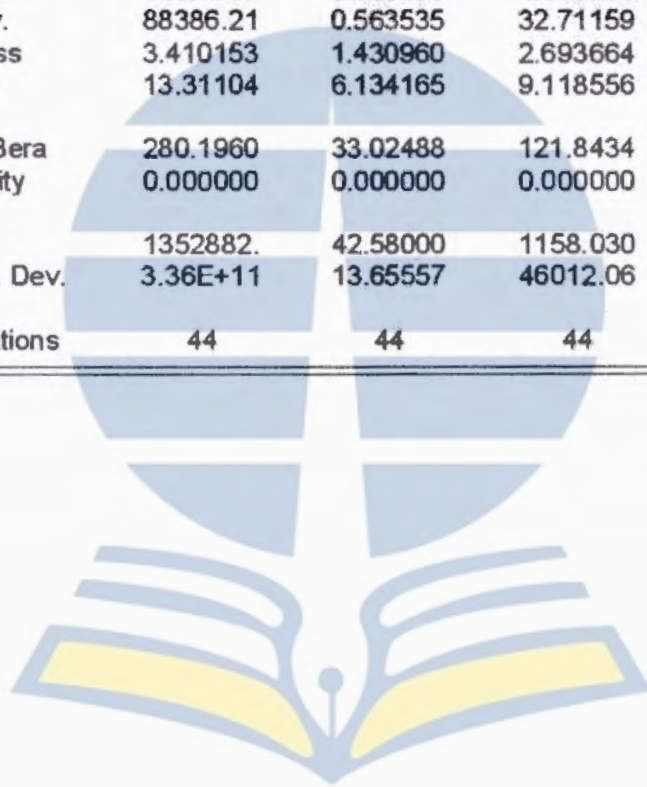 . 88386.21 0.563535 32.71159
ss 3.410153 1.430960 2.693664
13.31104 6.134165 9.118556
Bera 280.1960 33.02488 121.8434
ity 0.000000 0.000000 0.000000
1352882. 42.58000 1158.030
. Dev. 3.36E+11 13.65557 46012.06
tions 44 44 44